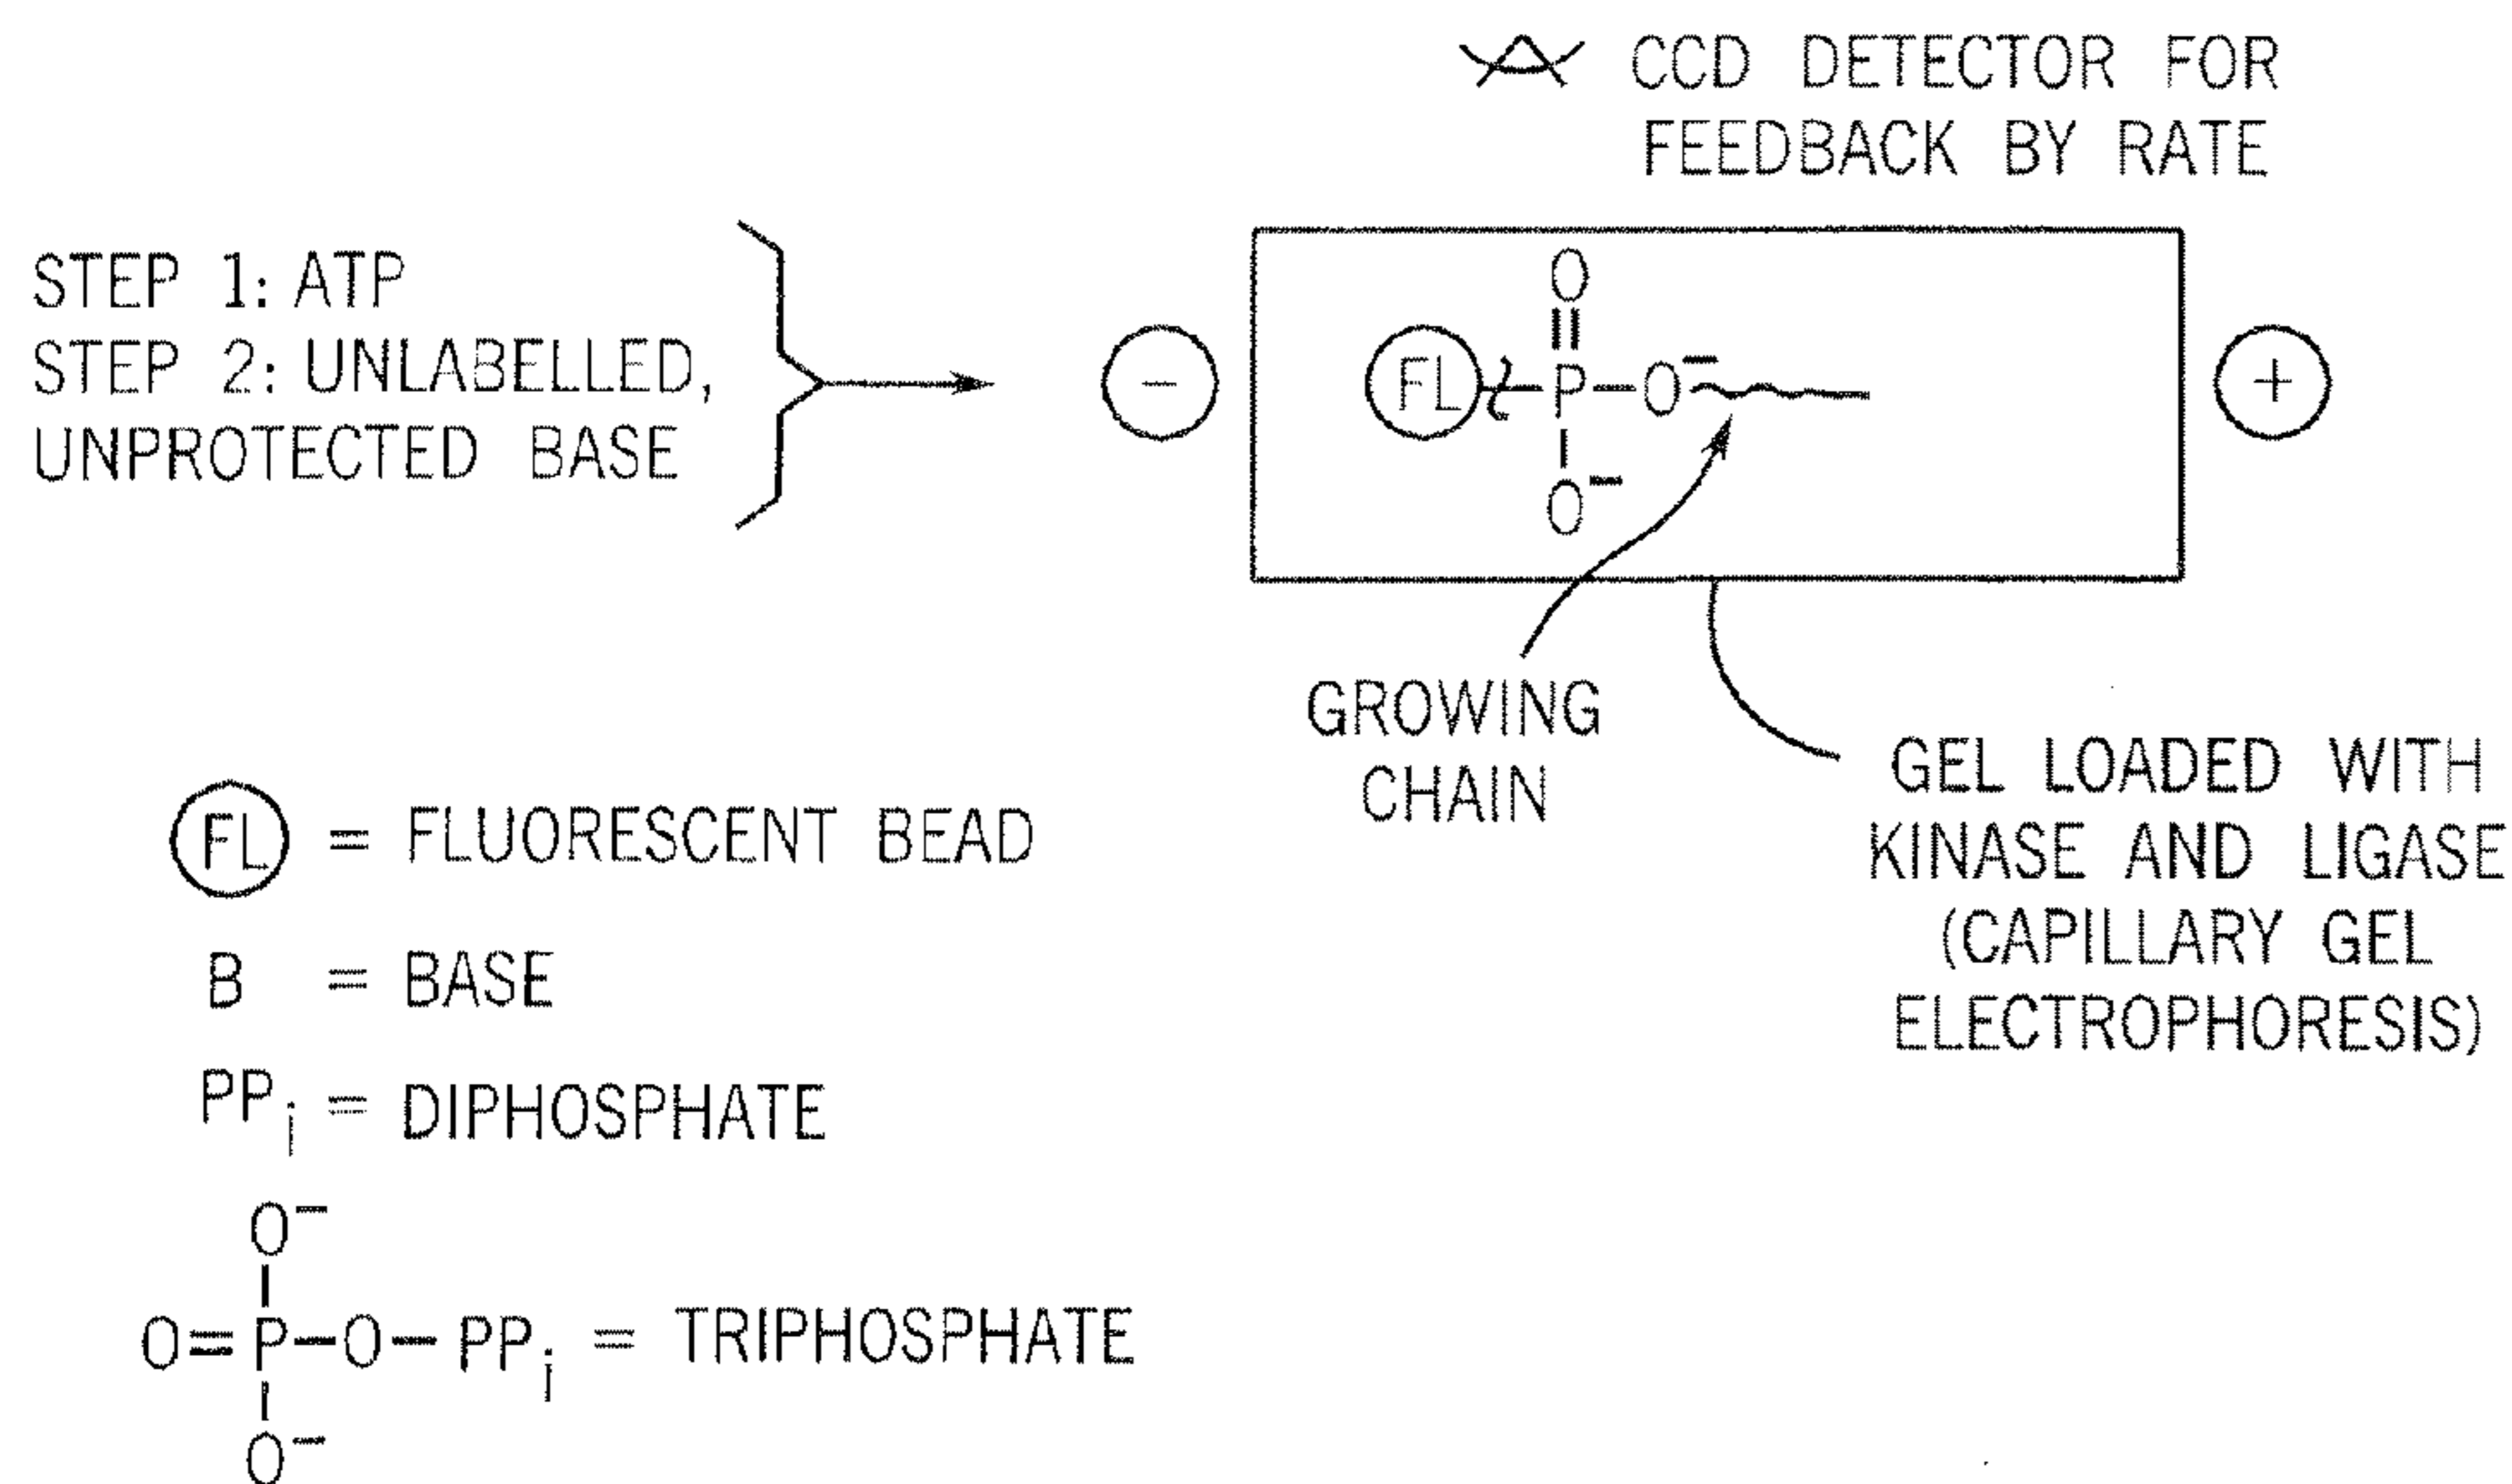 CCD DETECTOR FOR
FEEDBACK BY RATE
STEP 1: ATP
STEP 2: UNLABELLED,
UNPROTECTED BASE
−
O
FL P−O−
O−
+
GROWING
CHAIN
GEL LOADED WITH
KINASE AND LIGASE
(CAPILLARY GEL
ELECTROPHORESIS)
FL = FLUORESCENT BEAD
B = BASE
PPi = DIPHOSPHATE
O−
O=P−O−PPi = TRIPHOSPHATE
O−